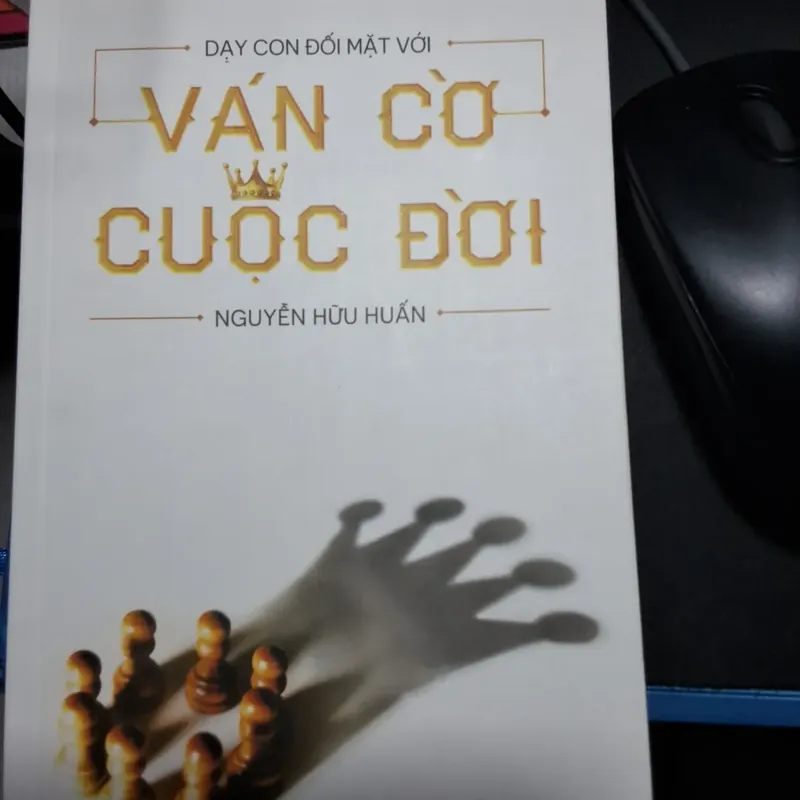 DẠY CON ĐỐI MẶT VỚI
VÁN CỜ
CUỘC ĐỜI
NGUYỄN HỮU HUẤN